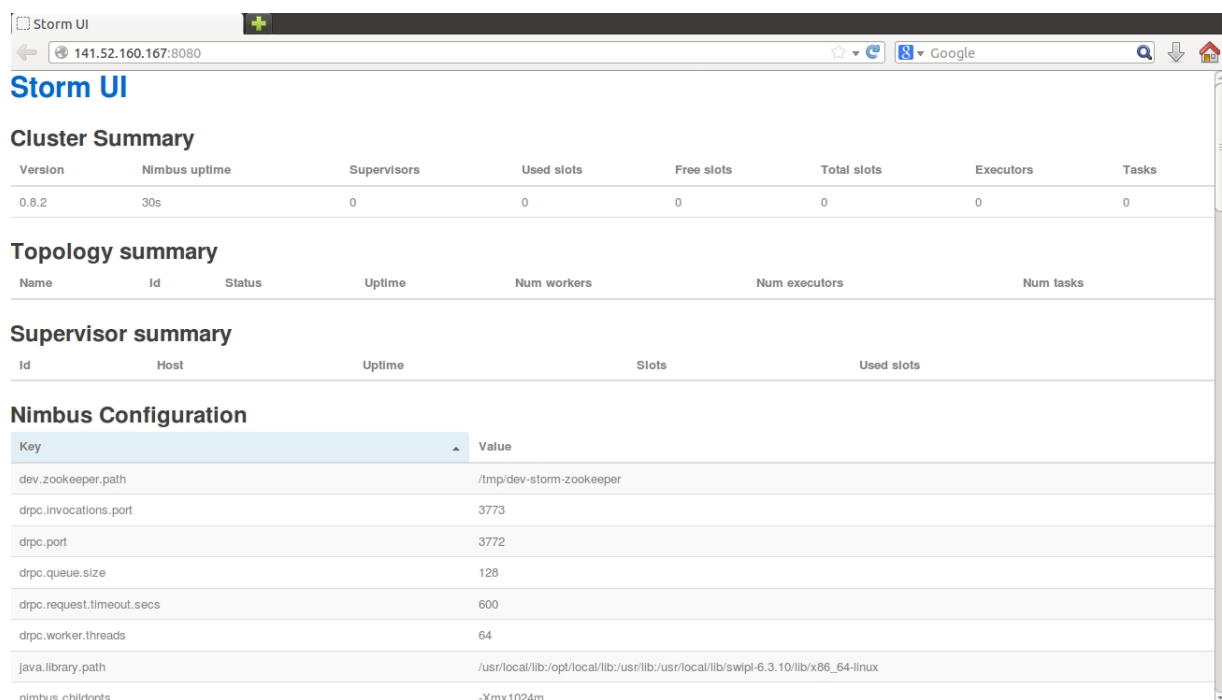 Storm UI
141.52.160.167:8080
Google
Storm UI
Cluster Summary
Version Nimbus uptime Supervisors Used slots Free slots Total slots Executors Tasks
0.8.2 30s 0 0 0 0 0 0
Topology summary
Name Id Status Uptime Num workers Num executors Num tasks
Supervisor summary
Id Host Uptime Slots Used slots
Nimbus Configuration
Key Value
dev.zookeeper.path /tmp/dev-storm-zookeeper
drpc.invocations.port 3773
drpc.port 3772
drpc.queue.size 128
drpc.request.timeout.secs 600
drpc.worker.threads 64
java.library.path /usr/local/lib:/opt/local/lib:/usr/lib:/usr/local/lib/swipl-6.3.10/lib/x86_64-linux
nimbus.childopts -Xmx1024m